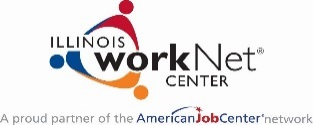 ILLINOIS
workNet®
CENTER
A proud partner of the AmericanJobCenter® network